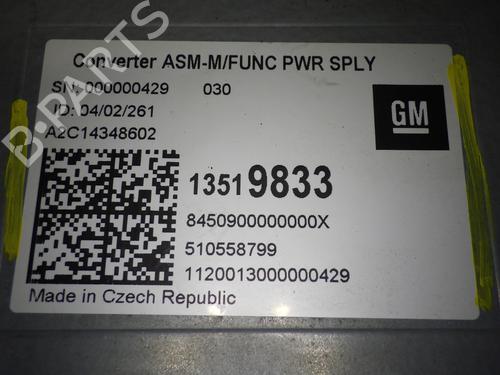 B-PARTS
Converter ASM-M/FUNC PWR SPLY
SN: 000000429 030
ID: 04/02/261
A2C14348602
GM
13519833
8450900000000X
510558799
1120013000000429
Made in Czech Republic